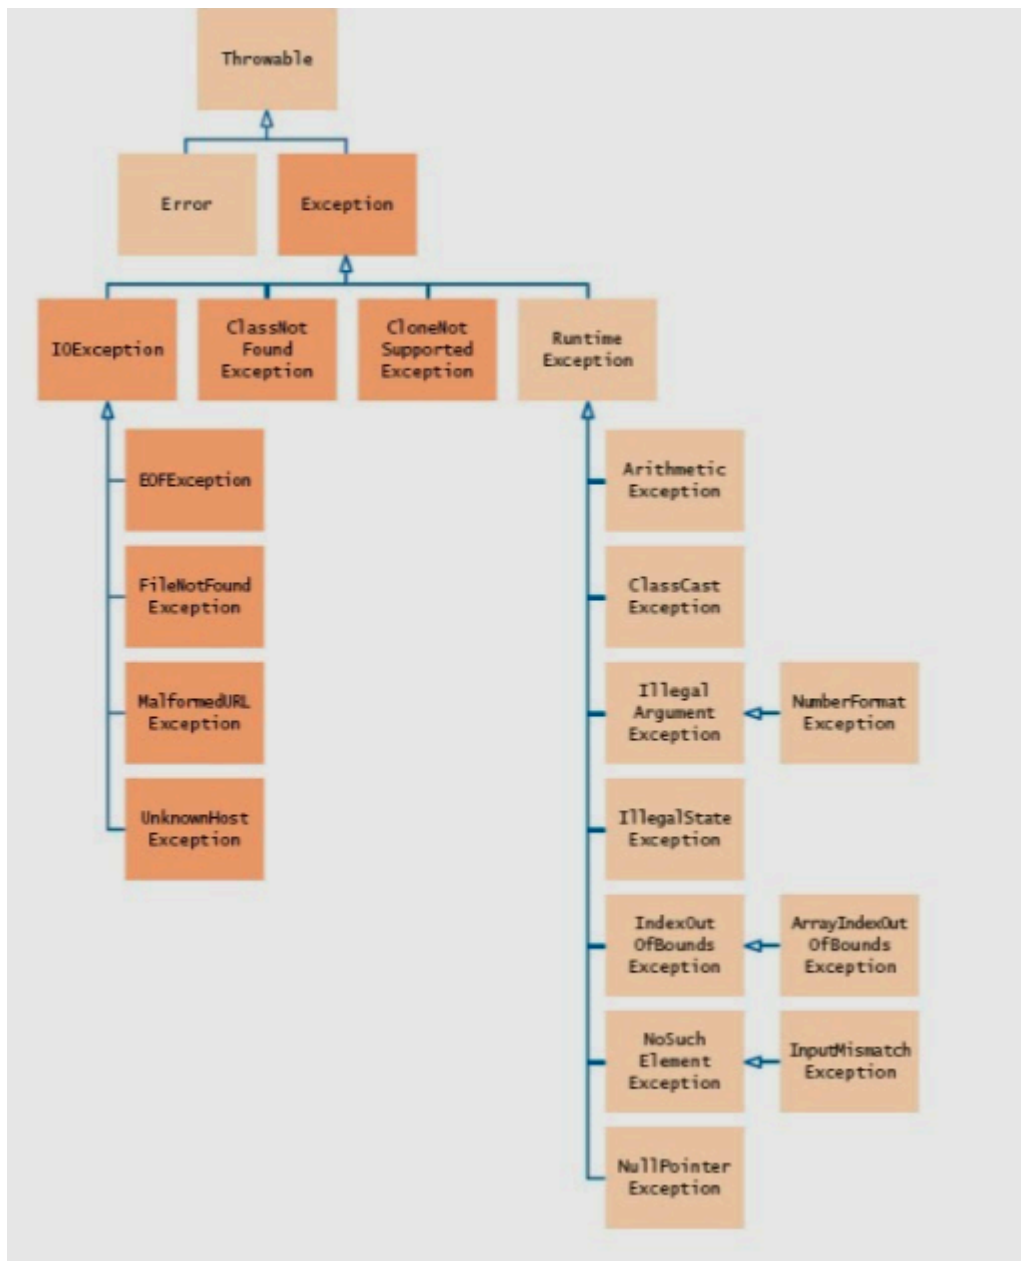 Throwable
Error
Exception
IOException
ClassNot
Found
Exception
CloneNot
Supported
Exception
Runtime
Exception
EOFException
FileNotFound
Exception
MalformedURL
Exception
UnknownHost
Exception
Arithmetic
Exception
ClassCast
Exception
Illegal
Argument
Exception
NumberFormat
Exception
IllegalState
Exception
IndexOut
OfBounds
Exception
ArrayIndexOut
OfBounds
Exception
NoSuch
Element
Exception
InputMismatch
Exception
NullPointer
Exception